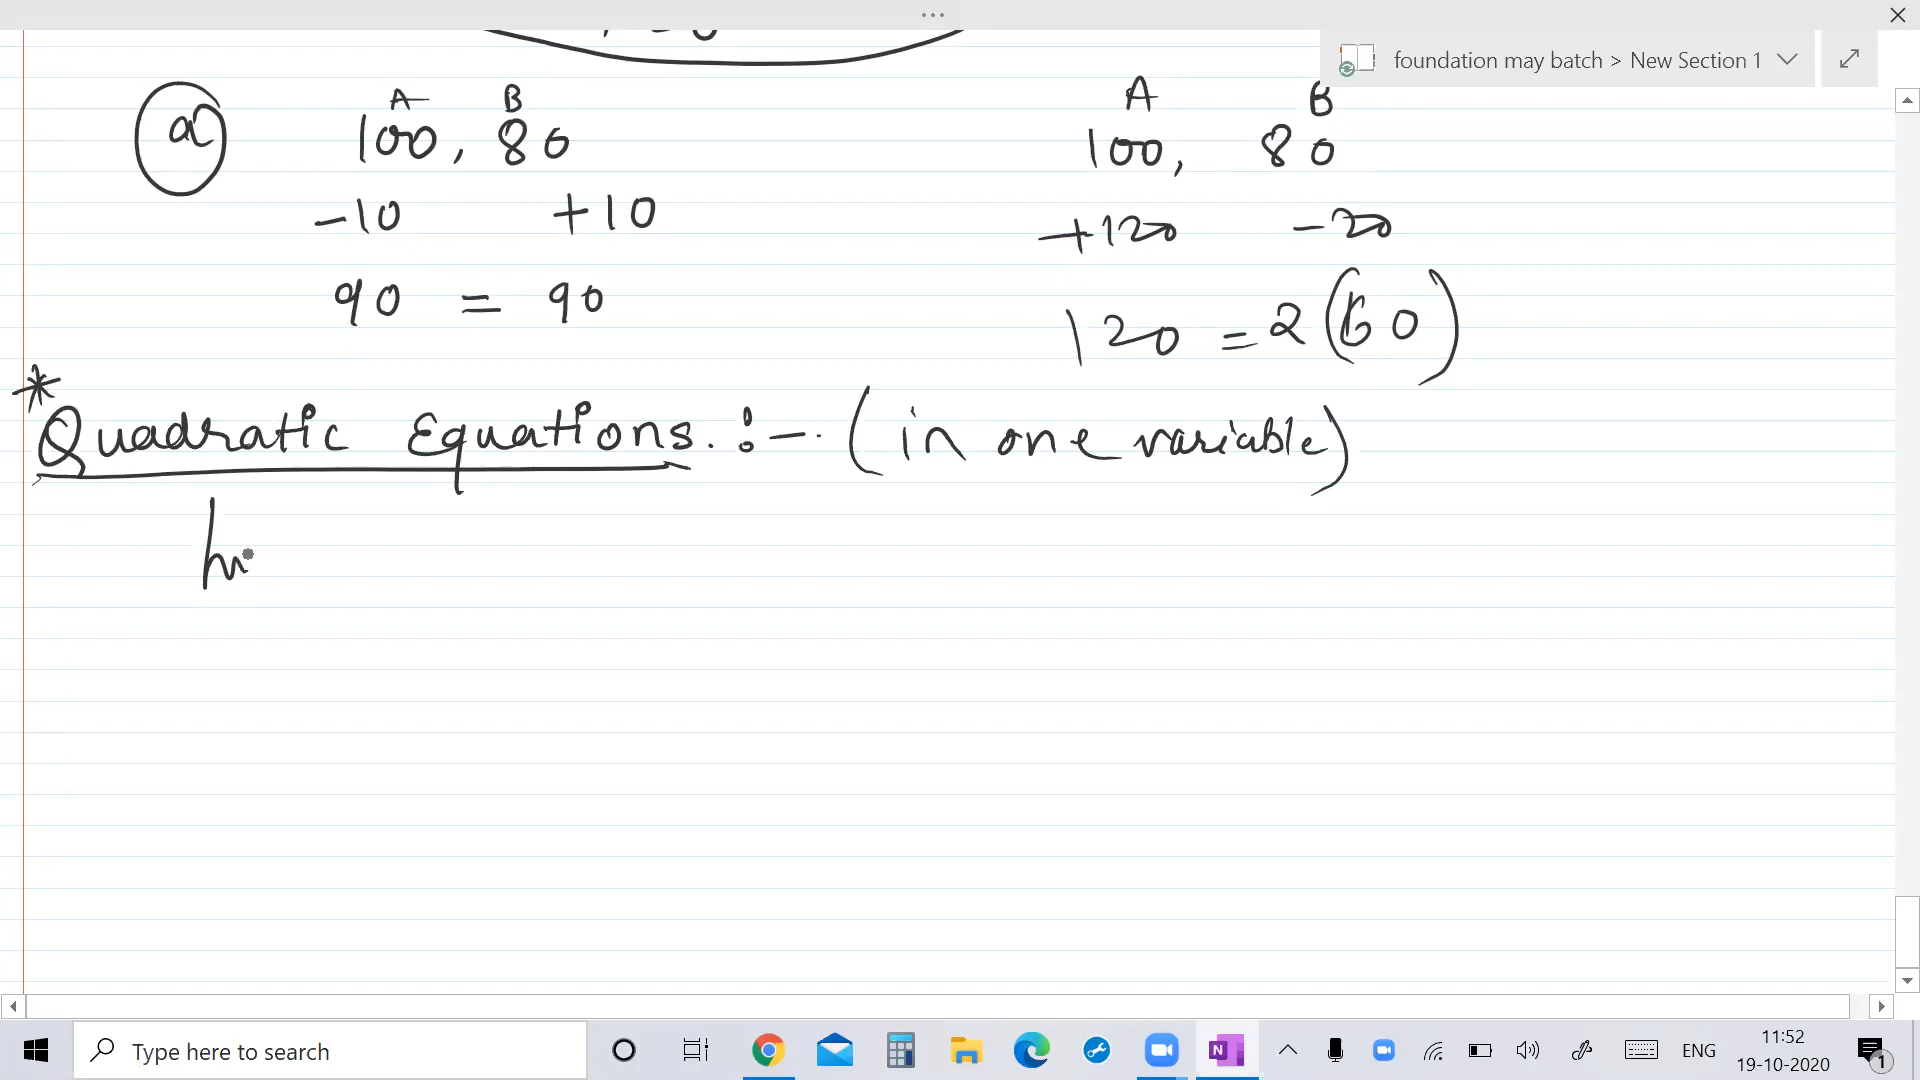 foundation may batch > New Section 1
a
A B
100, 80
-10 +10
90 = 90
A B
100, 80
+120 -20
120 = 2(60)
*
Quadratic Equations. :- (in one variable)
Type here to search
ENG
11:52
19-10-2020
1